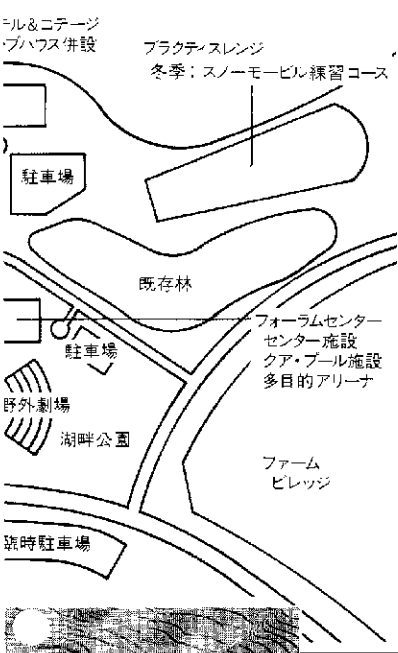 テル&コテージ
ブハウス併設
プラクティスレンジ
冬季:スノーモービル練習コース
駐車場
既存林
フォーラムセンター
センター施設
クア・プール施設
多目的アリーナ
駐車場
野外劇場
湖畔公園
ファーム
ビレッジ
臨時駐車場